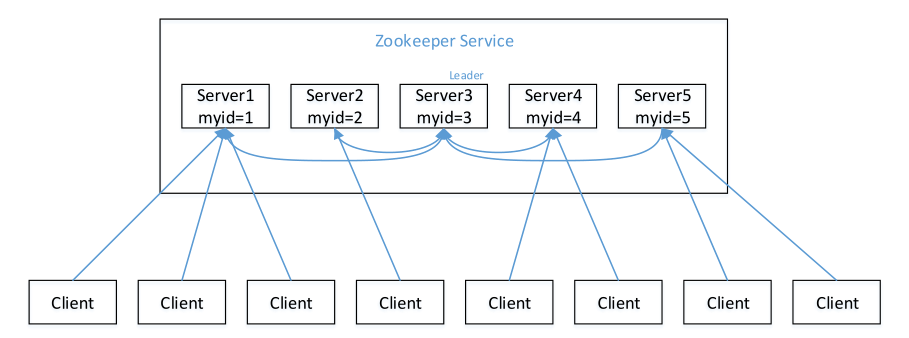 Zookeeper Service
Leader
Server1
myid=1
Server2
myid=2
Server3
myid=3
Server4
myid=4
Server5
myid=5
Client
Client
Client
Client
Client
Client
Client
Client